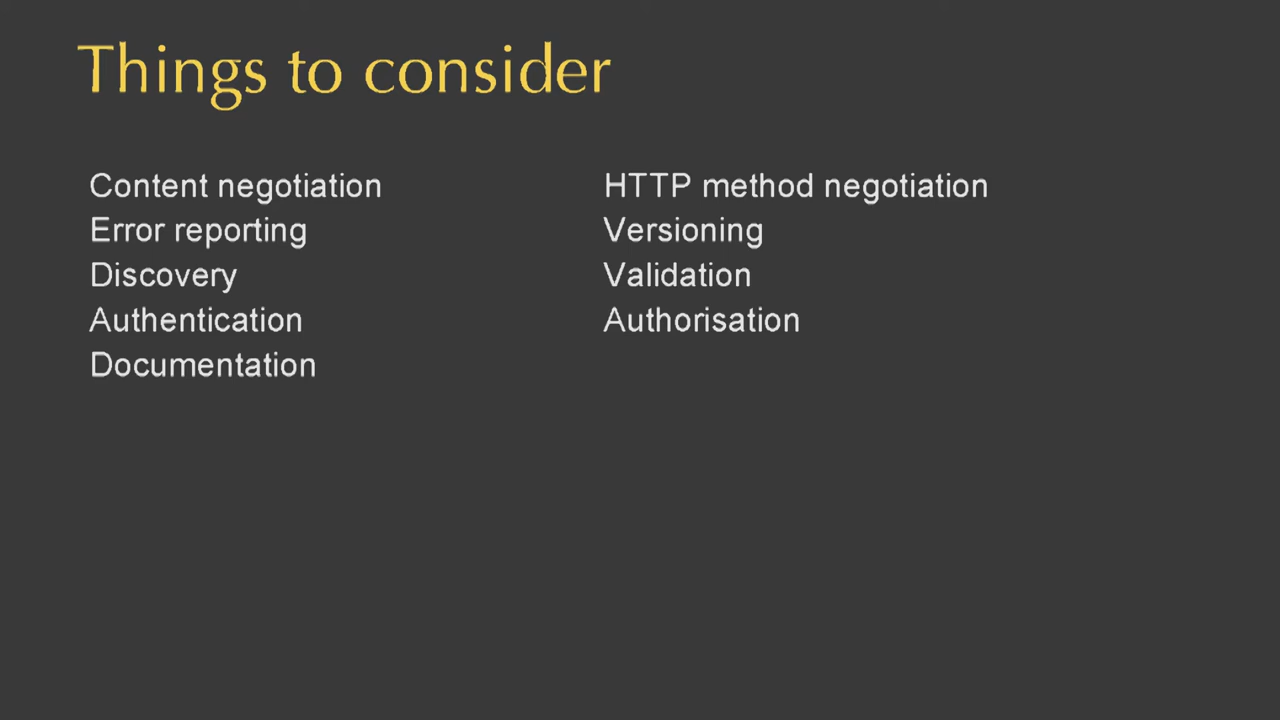 Things to consider
Content negotiation
Error reporting
Discovery
Authentication
Documentation
HTTP method negotiation
Versioning
Validation
Authorisation